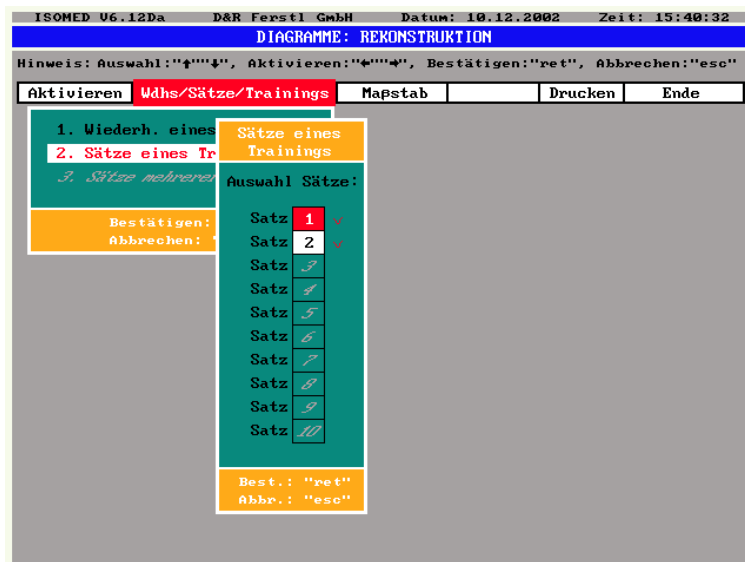 ISOMED V6.12Da D&R Ferstl GmbH Datum: 10.12.2002 Zeit: 15:40:32
DIAGRAMME: REKONSTRUKTION
Hinweis: Auswahl:"↑""↓", Aktivieren:"←""→", Bestätigen:"ret", Abbrechen:"esc"
Aktivieren Wdhs/Sätze/Trainings Maβstab Drucken Ende
1. Wiederh. eines
2. Sätze eines Tr
3. Sätze mehrerer
Bestätigen:
Abbrechen: "
Sätze eines
Trainings
Auswahl Sätze:
Satz 1 √
Satz 2 √
Satz 3
Satz 4
Satz 5
Satz 6
Satz 7
Satz 8
Satz 9
Satz 10
Best.: "ret"
Abbr.: "esc"